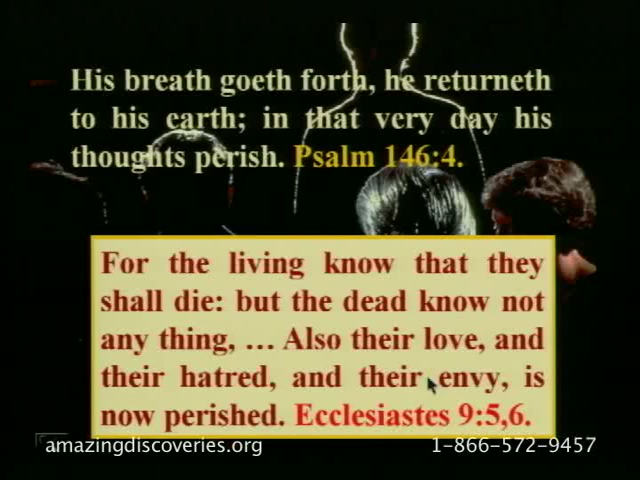 His breath goeth forth, he returneth
to his earth; in that very day his
thoughts perish. Psalm 146:4.
For the living know that they
shall die: but the dead know not
any thing, … Also their love, and
their hatred, and their envy, is
now perished. Ecclesiastes 9:5,6.
amazingdiscoveries.org 1-866-572-9457